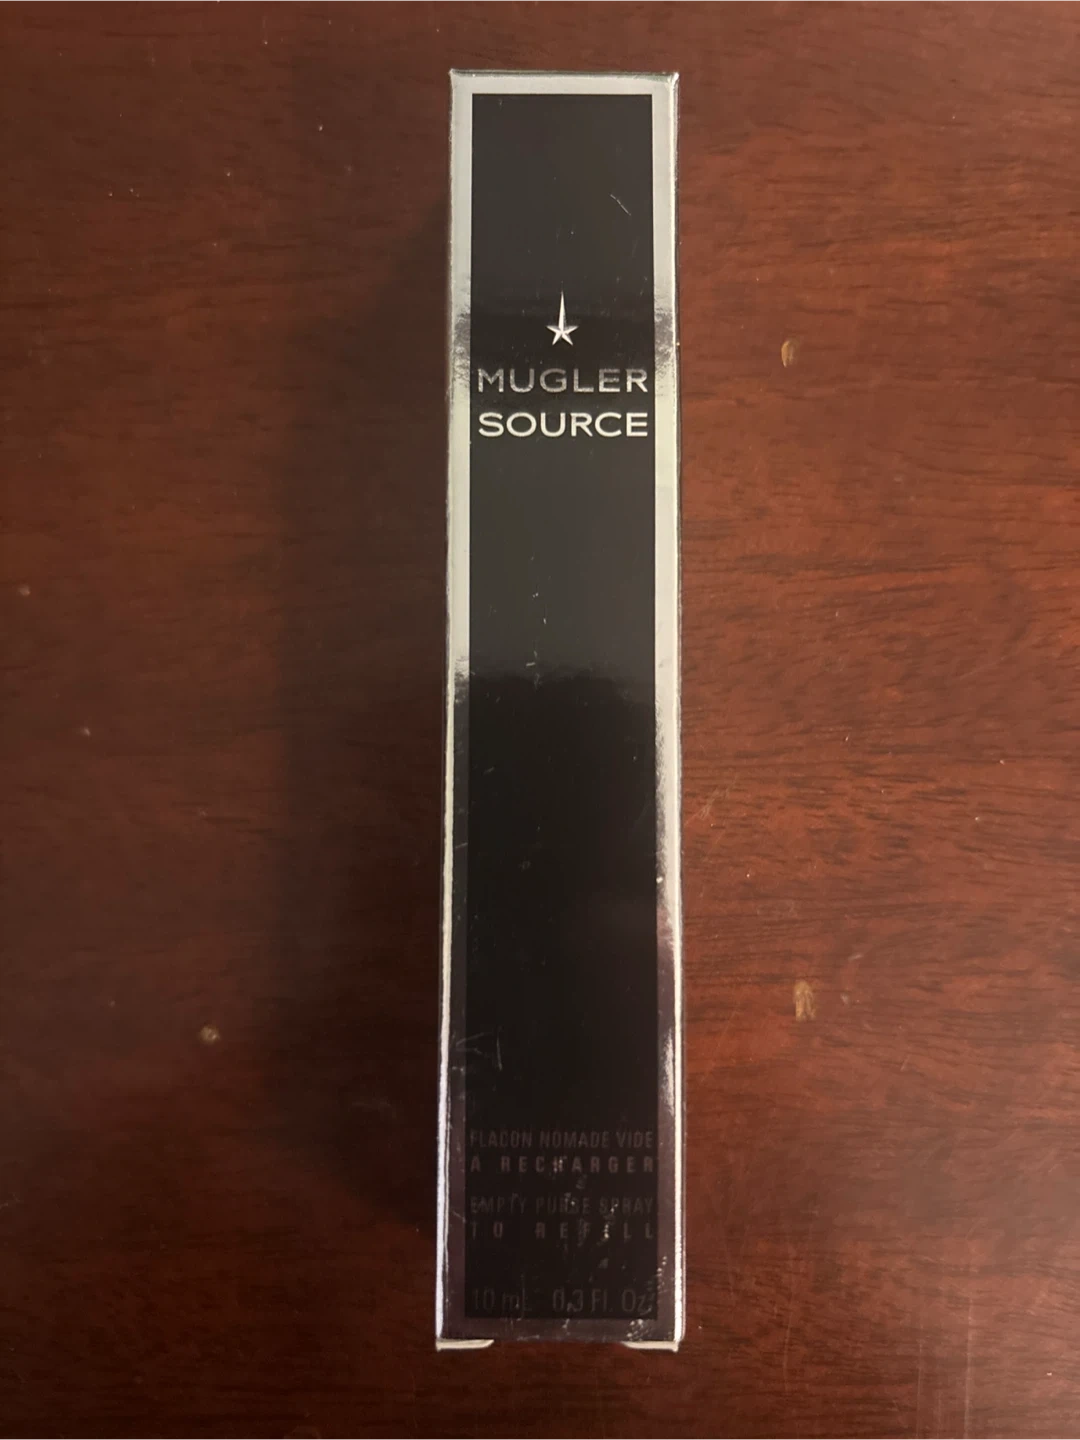 MUGLER
SOURCE
FLACON NOMADE VIDE
A RECHARGER
EMPTY PURSE SPRAY
TO REFILL
10 mL 0.3 Fl. Oz.